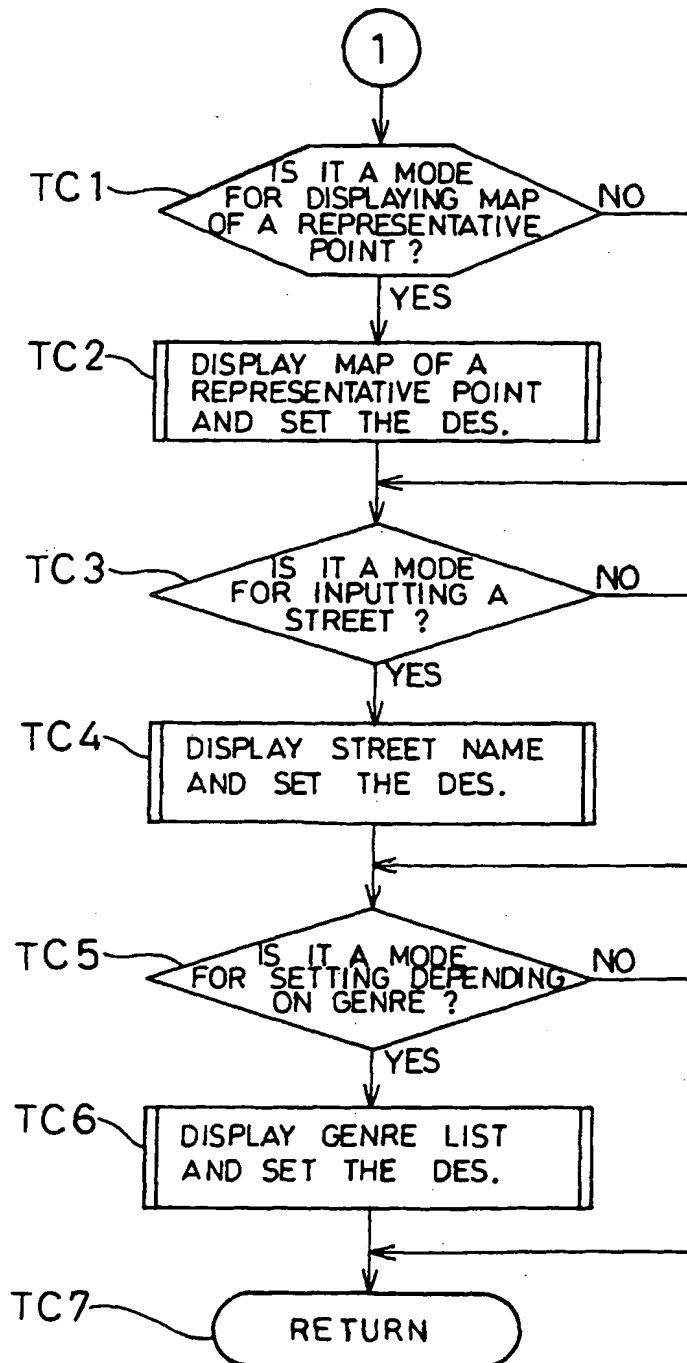 1
TC1
IS IT A MODE
FOR DISPLAYING MAP
OF A REPRESENTATIVE
POINT ?
NO
YES
TC2
DISPLAY MAP OF A
REPRESENTATIVE POINT
AND SET THE DES.
TC3
IS IT A MODE
FOR INPUTTING A
STREET ?
NO
YES
TC4
DISPLAY STREET NAME
AND SET THE DES.
TC5
IS IT A MODE
FOR SETTING DEPENDING
ON GENRE ?
NO
YES
TC6
DISPLAY GENRE LIST
AND SET THE DES.
TC7
RETURN